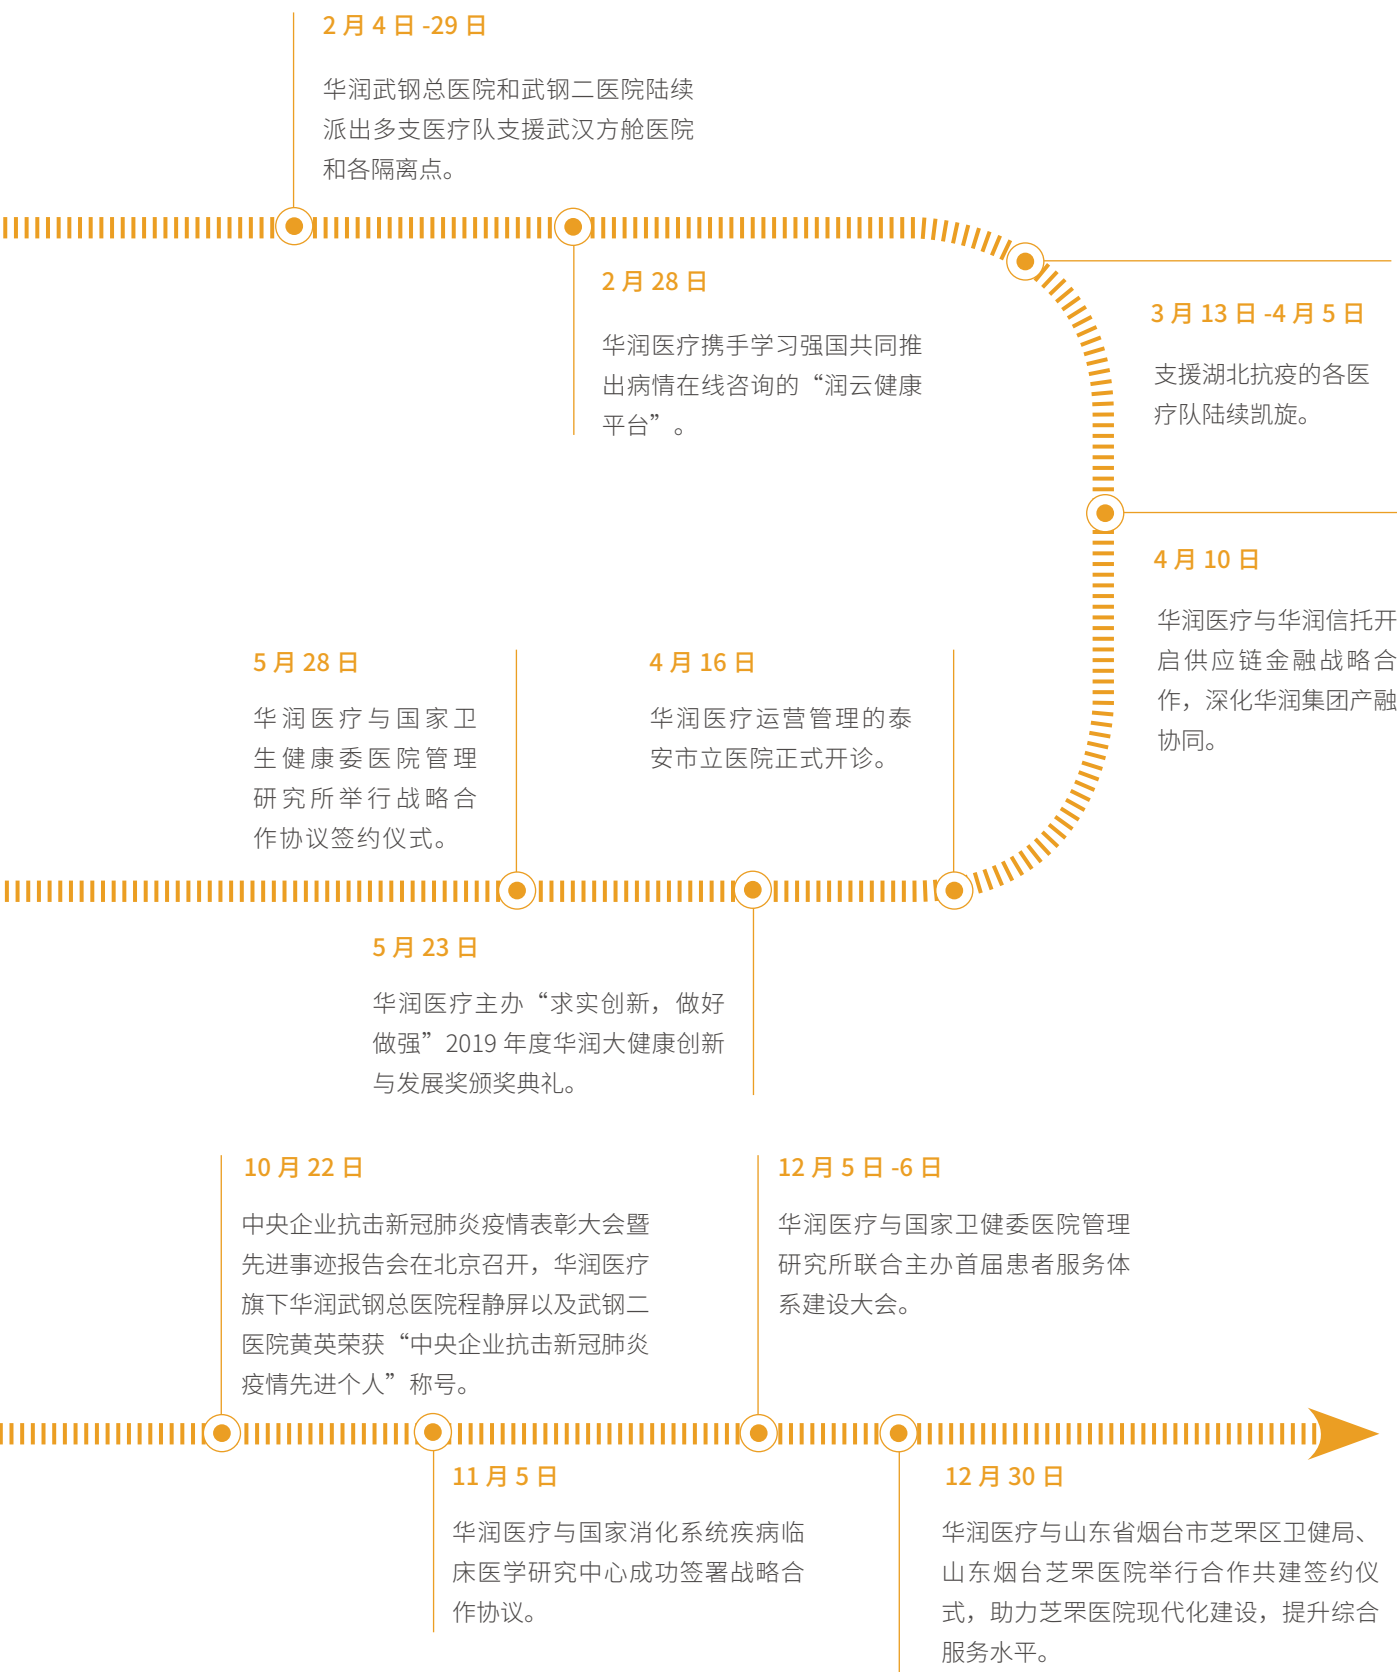 2 月 4 日 -29 日
华润武钢总医院和武钢二医院陆续
派出多支医疗队支援武汉方舱医院
和各隔离点。
2 月 28 日
华润医疗携手学习强国共同推
出病情在线咨询的“润云健康
平台”。
3 月 13 日 -4 月 5 日
支援湖北抗疫的各医
疗队陆续凯旋。
4 月 10 日
华润医疗与华润信托开
启供应链金融战略合
作，深化华润集团产融
协同。
4 月 16 日
华润医疗运营管理的泰
安市立医院正式开诊。
5 月 23 日
华润医疗主办“求实创新，做好
做强”2019 年度华润大健康创新
与发展奖颁奖典礼。
5 月 28 日
华润医疗与国家卫
生健康委医院管理
研究所举行战略合
作协议签约仪式。
10 月 22 日
中央企业抗击新冠肺炎疫情表彰大会暨
先进事迹报告会在北京召开，华润医疗
旗下华润武钢总医院程静屏以及武钢二
医院黄英荣获“中央企业抗击新冠肺炎
疫情先进个人”称号。
11 月 5 日
华润医疗与国家消化系统疾病临
床医学研究中心成功签署战略合
作协议。
12 月 5 日 -6 日
华润医疗与国家卫健委医院管理
研究所联合主办首届患者服务体
系建设大会。
12 月 30 日
华润医疗与山东省烟台市芝罘区卫健局、
山东烟台芝罘医院举行合作共建签约仪
式，助力芝罘医院现代化建设，提升综合
服务水平。